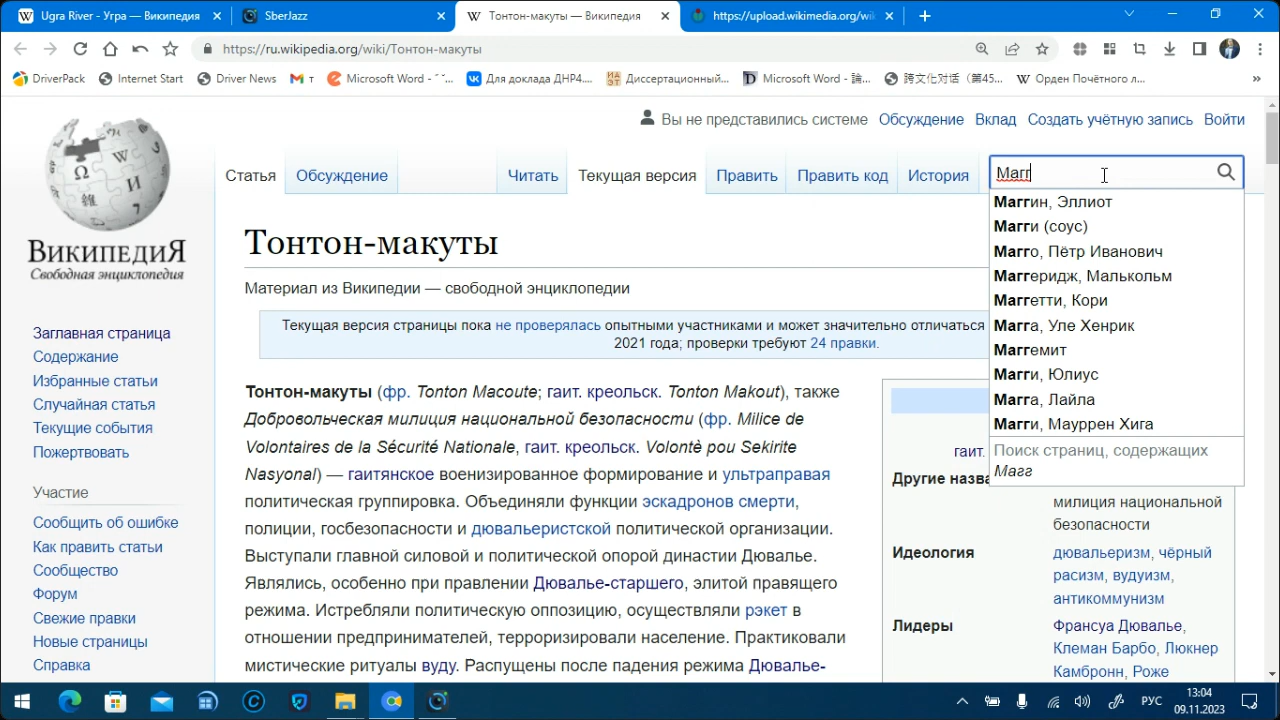 Ugra River - Угра — Википедия
SberJazz
Тонтон-макуты — Википедия
https://upload.wikimedia.org/wi
https://ru.wikipedia.org/wiki/Тонтон-макуты
DriverPack
Internet Start
Driver News
т
Microsoft Word - ˜ ˆ...
Для доклада ДНР4....
Диссертационный...
Microsoft Word - 論...
跨文化对话（第45...
Орден Почётного л...
»
Вы не представились системе
Обсуждение
Вклад
Создать учётную запись
Войти
Статья
Обсуждение
Читать
Текущая версия
Править
Править код
История
Магг
Маггин, Эллиот
Магги (соус)
Магго, Пётр Иванович
Маггеридж, Малькольм
Маггетти, Кори
Магга, Уле Хенрик
Маггемит
Магги, Юлиус
Магга, Лайла
Магги, Мауррен Хига
Поиск страниц, содержащих
Магг
ВикипедиЯ
Свободная энциклопедия
Заглавная страница
Содержание
Избранные статьи
Случайная статья
Текущие события
Пожертвовать
Участие
Сообщить об ошибке
Как править статьи
Сообщество
Форум
Свежие правки
Новые страницы
Справка
Тонтон-макуты
Материал из Википедии — свободной энциклопедии
Текущая версия страницы пока не проверялась опытными участниками и может значительно отличаться
2021 года; проверки требуют 24 правки.
Тонтон-макуты (фр. Tonton Macoute; гаит. креольск. Tonton Makout), также
Добровольческая милиция национальной безопасности (фр. Milice de
Volontaires de la Sécurité Nationale, гаит. креольск. Volontè pou Sekirite
Nasyonal) — гаитянское военизированное формирование и ультраправая
политическая группировка. Объединяли функции эскадронов смерти,
полиции, госбезопасности и дювальеристской политической организации.
Выступали главной силовой и политической опорой династии Дювалье.
Являлись, особенно при правлении Дювалье-старшего, элитой правящего
режима. Истребляли политическую оппозицию, осуществляли рэкет в
отношении предпринимателей, терроризировали население. Практиковали
мистические ритуалы вуду. Распущены после падения режима Дювалье-
гаит.
Другие назва
милиция национальной
безопасности
Идеология
дювальеризм, чёрный
расизм, вудуизм,
антикоммунизм
Лидеры
Франсуа Дювалье,
Клеман Барбо, Люкнер
Камбронн, Роже
РУС
13:04
09.11.2023